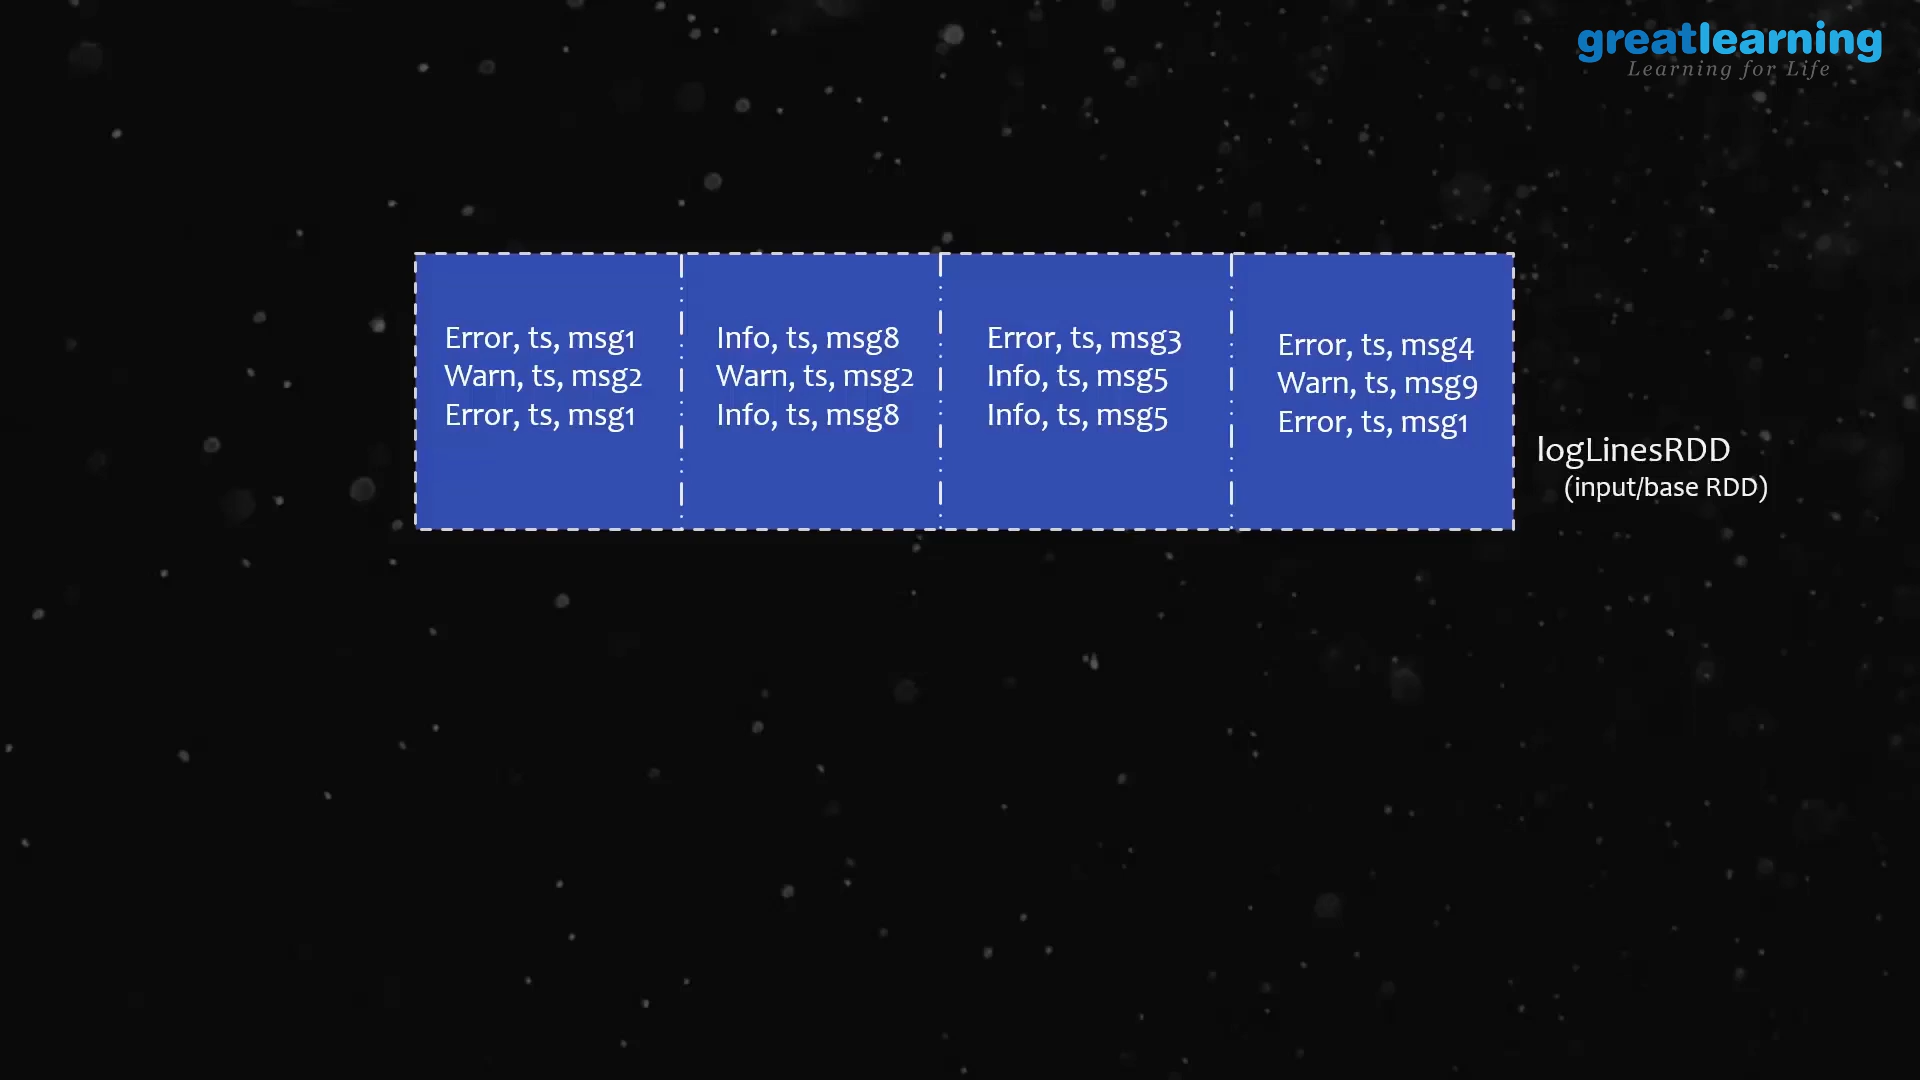 greatlearning
Learning for Life
Error, ts, msg1
Warn, ts, msg2
Error, ts, msg1
Info, ts, msg8
Warn, ts, msg2
Info, ts, msg8
Error, ts, msg3
Info, ts, msg5
Info, ts, msg5
Error, ts, msg4
Warn, ts, msg9
Error, ts, msg1
logLinesRDD
(input/base RDD)